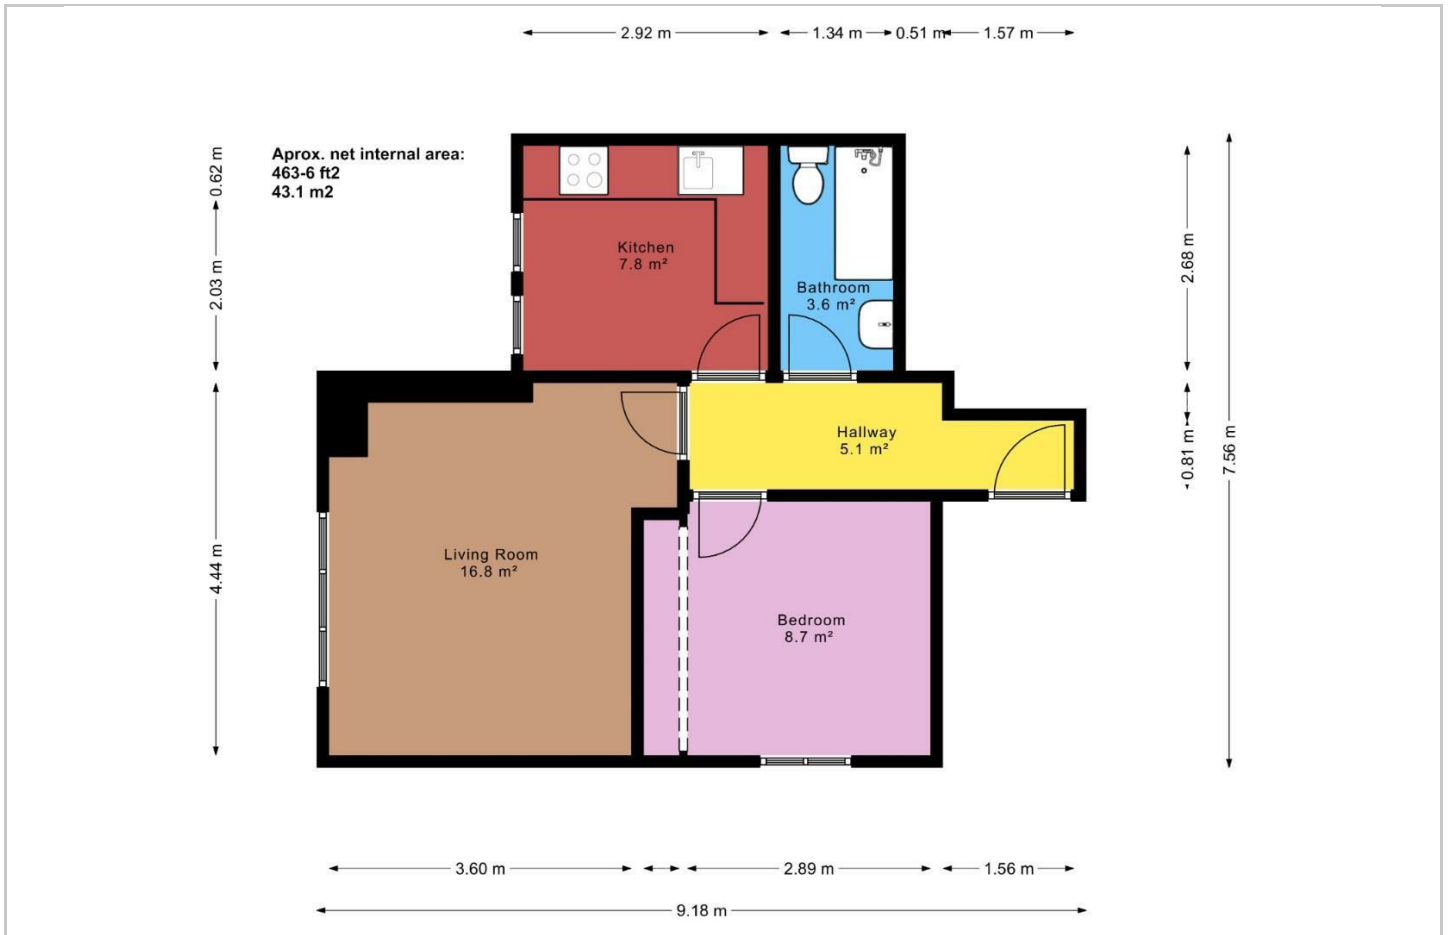 2.92 m
1.34 m
0.51 m
1.57 m
Aprox. net internal area:
463-6 ft2
43.1 m2
0.62 m
2.03 m
4.44 m
Kitchen
7.8 m²
Bathroom
3.6 m²
Hallway
5.1 m²
Living Room
16.8 m²
Bedroom
8.7 m²
2.68 m
0.81 m
7.56 m
3.60 m
2.89 m
1.56 m
9.18 m